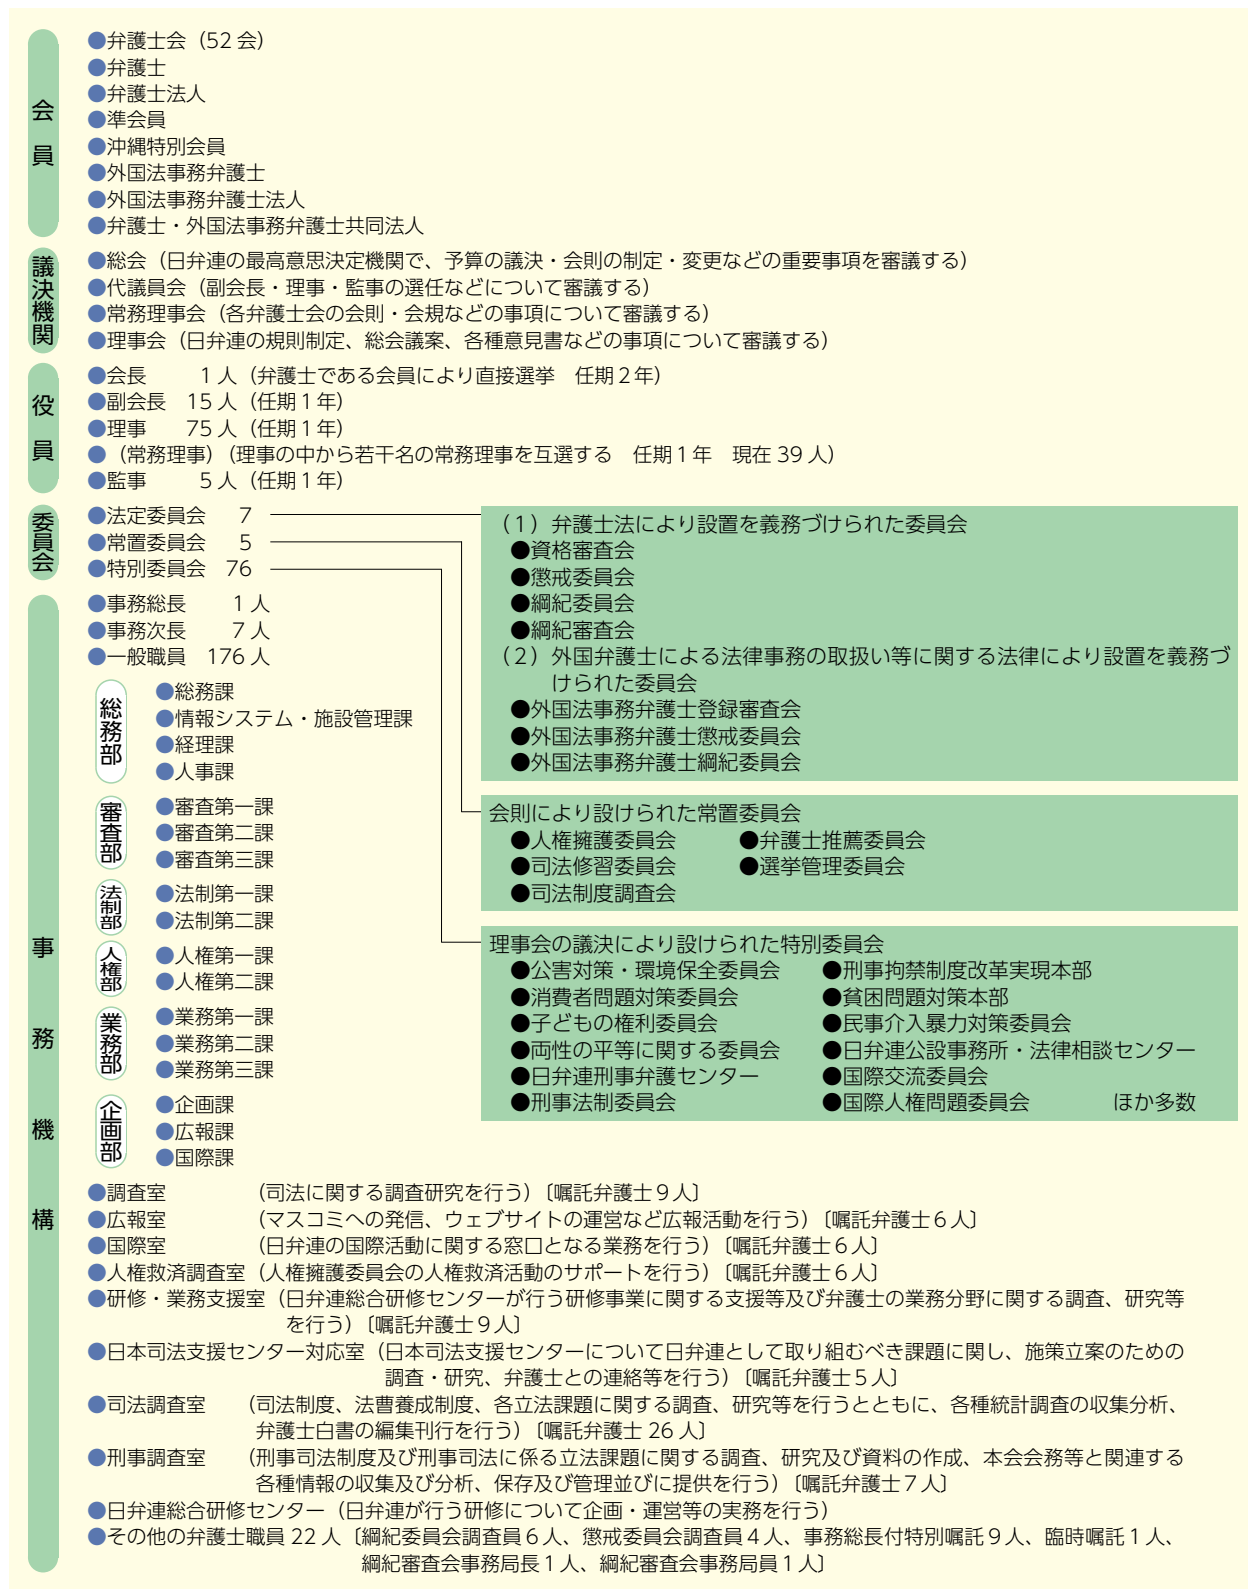 会員
●弁護士会（52 会）
●弁護士
●弁護士法人
●準会員
●沖縄特別会員
●外国法事務弁護士
●外国法事務弁護士法人
●弁護士・外国法事務弁護士共同法人
議決機関
●総会（日弁連の最高意思決定機関で、予算の議決・会則の制定・変更などの重要事項を審議する）
●代議員会（副会長・理事・監事の選任などについて審議する）
●常務理事会（各弁護士会の会則・会規などの事項について審議する）
●理事会（日弁連の規則制定、総会議案、各種意見書などの事項について審議する）
役員
●会長　1 人（弁護士である会員により直接選挙　任期２年）
●副会長　15 人（任期１年）
●理事　75 人（任期１年）
●（常務理事）（理事の中から若干名の常務理事を互選する　任期１年　現在 39 人）
●監事　5 人（任期１年）
委員会
●法定委員会　7
●常置委員会　5
●特別委員会　76
（１）弁護士法により設置を義務づけられた委員会
●資格審査会
●懲戒委員会
●綱紀委員会
●綱紀審査会
（２）外国弁護士による法律事務の取扱い等に関する法律により設置を義務づ
けられた委員会
●外国法事務弁護士登録審査会
●外国法事務弁護士懲戒委員会
●外国法事務弁護士綱紀委員会
会則により設けられた常置委員会
●人権擁護委員会　●弁護士推薦委員会
●司法修習委員会　●選挙管理委員会
●司法制度調査会
理事会の議決により設けられた特別委員会
●公害対策・環境保全委員会　●刑事拘禁制度改革実現本部
●消費者問題対策委員会　●貧困問題対策本部
●子どもの権利委員会　●民事介入暴力対策委員会
●両性の平等に関する委員会　●日弁連公設事務所・法律相談センター
●日弁連刑事弁護センター　●国際交流委員会
●刑事法制委員会　●国際人権問題委員会　ほか多数
事務機構
●事務総長　1 人
●事務次長　7 人
●一般職員　176 人
総務部
●総務課
●情報システム・施設管理課
●経理課
●人事課
審査部
●審査第一課
●審査第二課
●審査第三課
法制部
●法制第一課
●法制第二課
人権部
●人権第一課
●人権第二課
業務部
●業務第一課
●業務第二課
●業務第三課
企画部
●企画課
●広報課
●国際課
●調査室　（司法に関する調査研究を行う）〔嘱託弁護士９人〕
●広報室　（マスコミへの発信、ウェブサイトの運営など広報活動を行う）〔嘱託弁護士６人〕
●国際室　（日弁連の国際活動に関する窓口となる業務を行う）〔嘱託弁護士６人〕
●人権救済調査室（人権擁護委員会の人権救済活動のサポートを行う）〔嘱託弁護士６人〕
●研修・業務支援室（日弁連総合研修センターが行う研修事業に関する支援等及び弁護士の業務分野に関する調査、研究等
を行う）〔嘱託弁護士９人〕
●日本司法支援センター対応室（日本司法支援センターについて日弁連として取り組むべき課題に関し、施策立案のための
調査・研究、弁護士との連絡等を行う）〔嘱託弁護士５人〕
●司法調査室　（司法制度、法曹養成制度、各立法課題に関する調査、研究等を行うとともに、各種統計調査の収集分析、
弁護士白書の編集刊行を行う）〔嘱託弁護士 26 人〕
●刑事調査室　（刑事司法制度及び刑事司法に係る立法課題に関する調査、研究及び資料の作成、本会会務等と関連する
各種情報の収集及び分析、保存及び管理並びに提供を行う）〔嘱託弁護士７人〕
●日弁連総合研修センター（日弁連が行う研修について企画・運営等の実務を行う）
●その他の弁護士職員 22 人〔綱紀委員会調査員６人、懲戒委員会調査員４人、事務総長付特別嘱託９人、臨時嘱託１人、
綱紀審査会事務局長１人、綱紀審査会事務局員１人〕